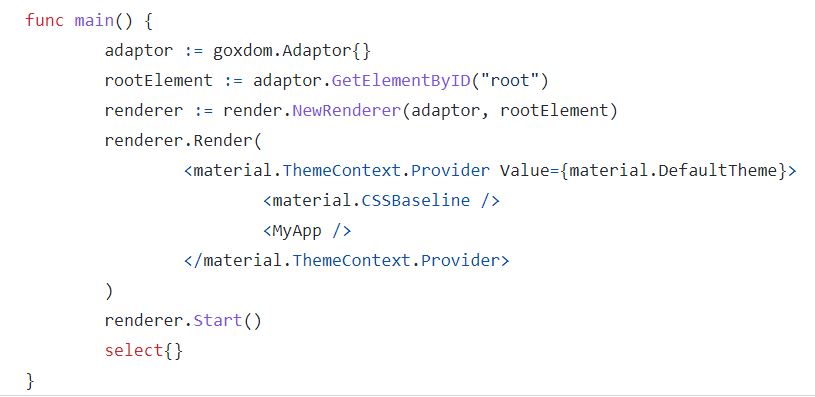 func main() {
        adaptor := goxdom.Adaptor{}
        rootElement := adaptor.GetElementByID("root")
        renderer := render.NewRenderer(adaptor, rootElement)
        renderer.Render(
                <material.ThemeContext.Provider Value={material.DefaultTheme}>
                        <material.CSSBaseline />
                        <MyApp />
                </material.ThemeContext.Provider>
        )
        renderer.Start()
        select{}
}